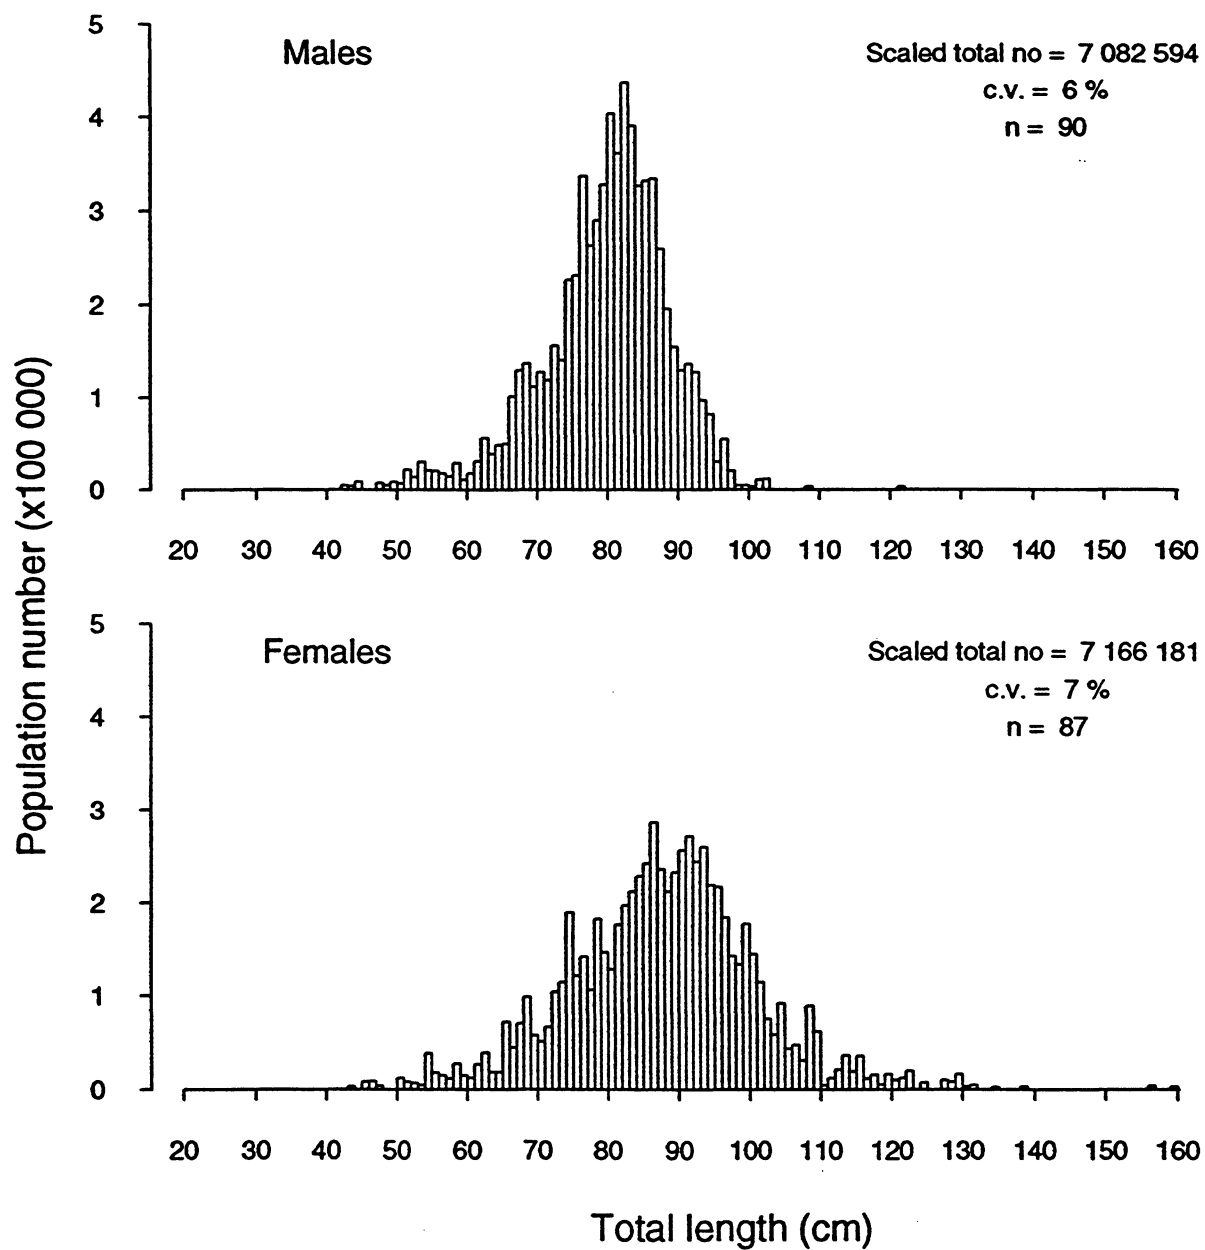 Population number (x100 000)
5
4
3
2
1
0
Males
Scaled total no = 7 082 594
c.v. = 6 %
n = 90
20 30 40 50 60 70 80 90 100 110 120 130 140 150 160
5
4
3
2
1
0
Females
Scaled total no = 7 166 181
c.v. = 7 %
n = 87
20 30 40 50 60 70 80 90 100 110 120 130 140 150 160
Total length (cm)